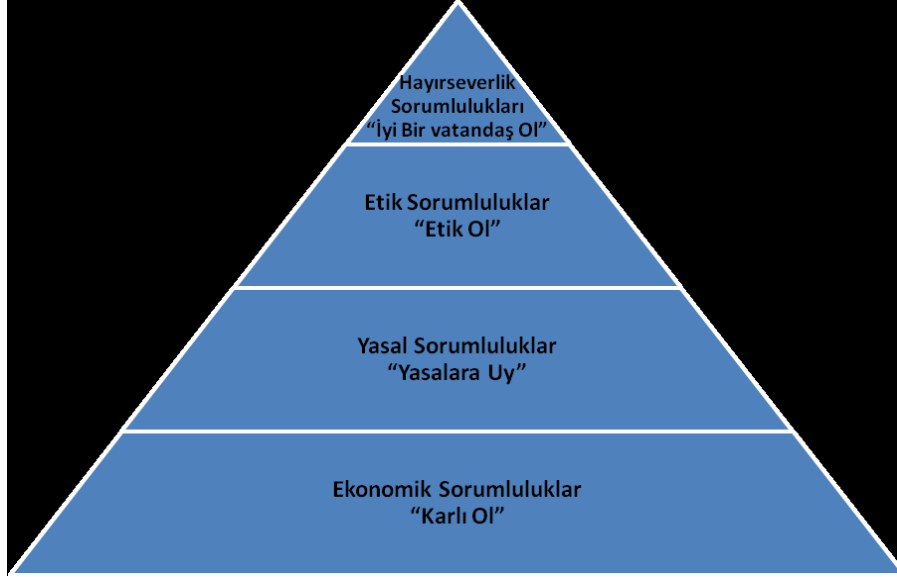 Hayırseverlik
Sorumlulukları
“İyi Bir vatandaş Ol”
Etik Sorumluluklar
“Etik Ol”
Yasal Sorumluluklar
“Yasalara Uy”
Ekonomik Sorumluluklar
“Karlı Ol”